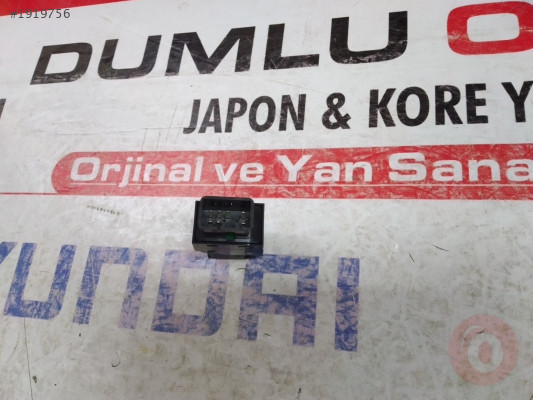 #1919756
DUMLU O
JAPON & KORE Y
Orjinal ve Yan Sana
YUNDAI